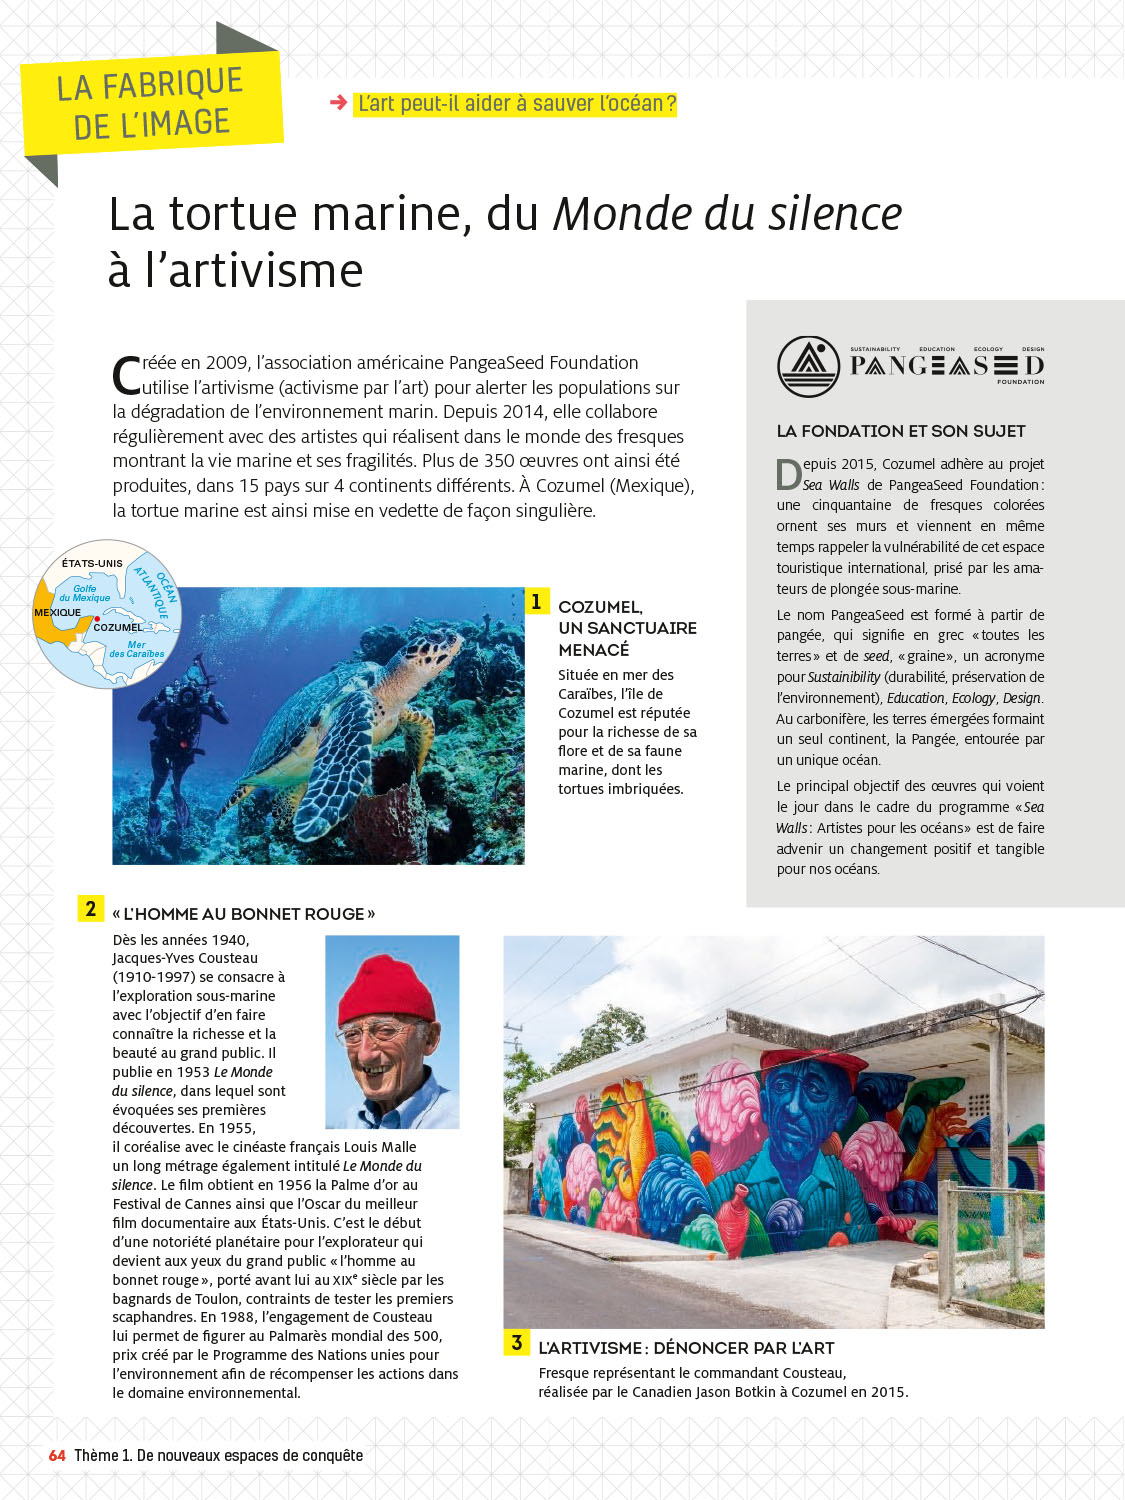 LA FABRIQUE
DE L'IMAGE
→ L'art peut-il aider à sauver l'océan ?
La tortue marine, du Monde du silence
à l'artivisme
Créée en 2009, l'association américaine PangeaSeed Foundation
utilise l'artivisme (activisme par l'art) pour alerter les populations sur
la dégradation de l'environnement marin. Depuis 2014, elle collabore
régulièrement avec des artistes qui réalisent dans le monde des fresques
montrant la vie marine et ses fragilités. Plus de 350 œuvres ont ainsi été
produites, dans 15 pays sur 4 continents différents. À Cozumel (Mexique),
la tortue marine est ainsi mise en vedette de façon singulière.
SUSTAINABILITY EDUCATION ECOLOGY DESIGN
PANGEASEED
FOUNDATION
LA FONDATION ET SON SUJET
Depuis 2015, Cozumel adhère au projet
Sea Walls de PangeaSeed Foundation :
une cinquantaine de fresques colorées
ornent ses murs et viennent en même
temps rappeler la vulnérabilité de cet espace
touristique international, prisé par les ama-
teurs de plongée sous-marine.
Le nom PangeaSeed est formé à partir de
pangée, qui signifie en grec « toutes les
terres » et de seed, « graine », un acronyme
pour Sustainibility (durabilité, préservation de
l'environnement), Education, Ecology, Design.
Au carbonifère, les terres émergées formaint
un seul continent, la Pangée, entourée par
un unique océan.
Le principal objectif des œuvres qui voient
le jour dans le cadre du programme « Sea
Walls : Artistes pour les océans » est de faire
advenir un changement positif et tangible
pour nos océans.
ÉTATS-UNIS
Golfe
du Mexique
OCÉAN
ATLANTIQUE
MEXIQUE
COZUMEL
Mer
des Caraïbes
1 COZUMEL,
UN SANCTUAIRE
MENACÉ
Située en mer des
Caraïbes, l'île de
Cozumel est réputée
pour la richesse de sa
flore et de sa faune
marine, dont les
tortues imbriquées.
2 « L'HOMME AU BONNET ROUGE »
Dès les années 1940,
Jacques-Yves Cousteau
(1910-1997) se consacre à
l'exploration sous-marine
avec l'objectif d'en faire
connaître la richesse et la
beauté au grand public. Il
publie en 1953 Le Monde
du silence, dans lequel sont
évoquées ses premières
découvertes. En 1955,
il coréalise avec le cinéaste français Louis Malle
un long métrage également intitulé Le Monde du
silence. Le film obtient en 1956 la Palme d'or au
Festival de Cannes ainsi que l'Oscar du meilleur
film documentaire aux États-Unis. C'est le début
d'une notoriété planétaire pour l'explorateur qui
devient aux yeux du grand public « l'homme au
bonnet rouge », porté avant lui au XIXe siècle par les
bagnards de Toulon, contraints de tester les premiers
scaphandres. En 1988, l'engagement de Cousteau
lui permet de figurer au Palmarès mondial des 500,
prix créé par le Programme des Nations unies pour
l'environnement afin de récompenser les actions dans
le domaine environnemental.
3 L'ARTIVISME : DÉNONCER PAR L'ART
Fresque représentant le commandant Cousteau,
réalisée par le Canadien Jason Botkin à Cozumel en 2015.
64 Thème 1. De nouveaux espaces de conquête